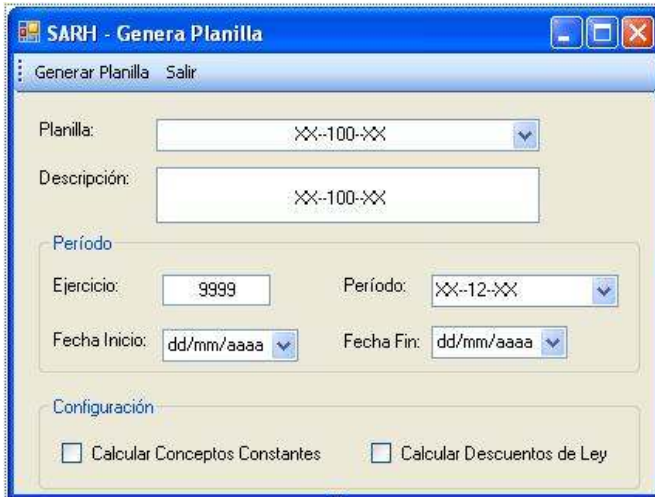 SARH - Genera Planilla
Generar Planilla Salir
Planilla: XX--100--XX
Descripción: XX--100--XX
Período
Ejercicio: 9999 Período: XX--12--XX
Fecha Inicio: dd/mm/aaaa Fecha Fin: dd/mm/aaaa
Configuración
Calcular Conceptos Constantes Calcular Descuentos de Ley